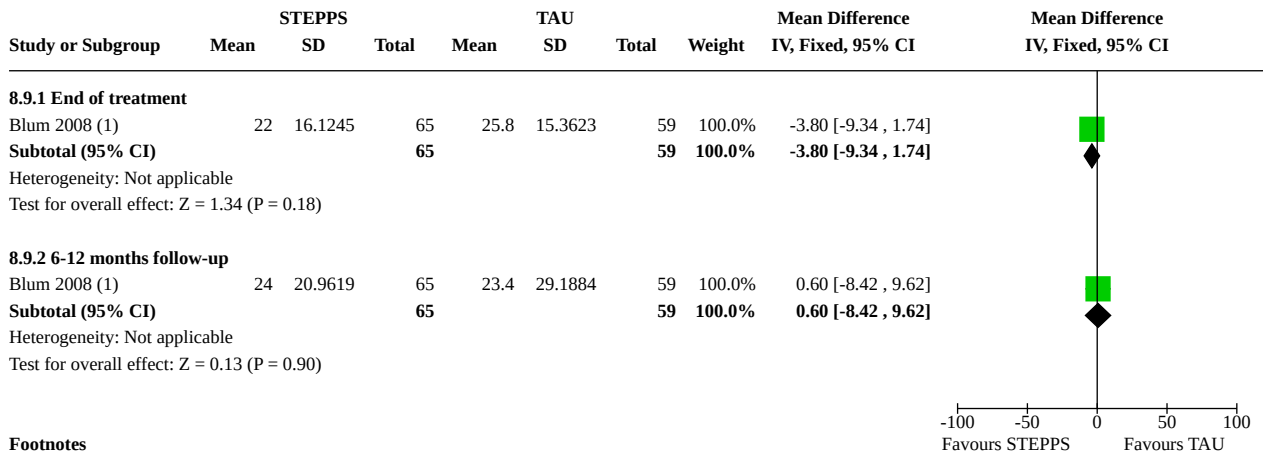 STEPPS TAU Mean Difference Mean Difference
Study or Subgroup Mean SD Total Mean SD Total Weight IV, Fixed, 95% CI IV, Fixed, 95% CI
8.9.1 End of treatment
Blum 2008 (1) 22 16.1245 65 25.8 15.3623 59 100.0% -3.80 [-9.34 , 1.74]
Subtotal (95% CI) 65 59 100.0% -3.80 [-9.34 , 1.74]
Heterogeneity: Not applicable
Test for overall effect: Z = 1.34 (P = 0.18)
8.9.2 6-12 months follow-up
Blum 2008 (1) 24 20.9619 65 23.4 29.1884 59 100.0% 0.60 [-8.42 , 9.62]
Subtotal (95% CI) 65 59 100.0% 0.60 [-8.42 , 9.62]
Heterogeneity: Not applicable
Test for overall effect: Z = 0.13 (P = 0.90)
-100 -50 0 50 100
Footnotes Favours STEPPS Favours TAU